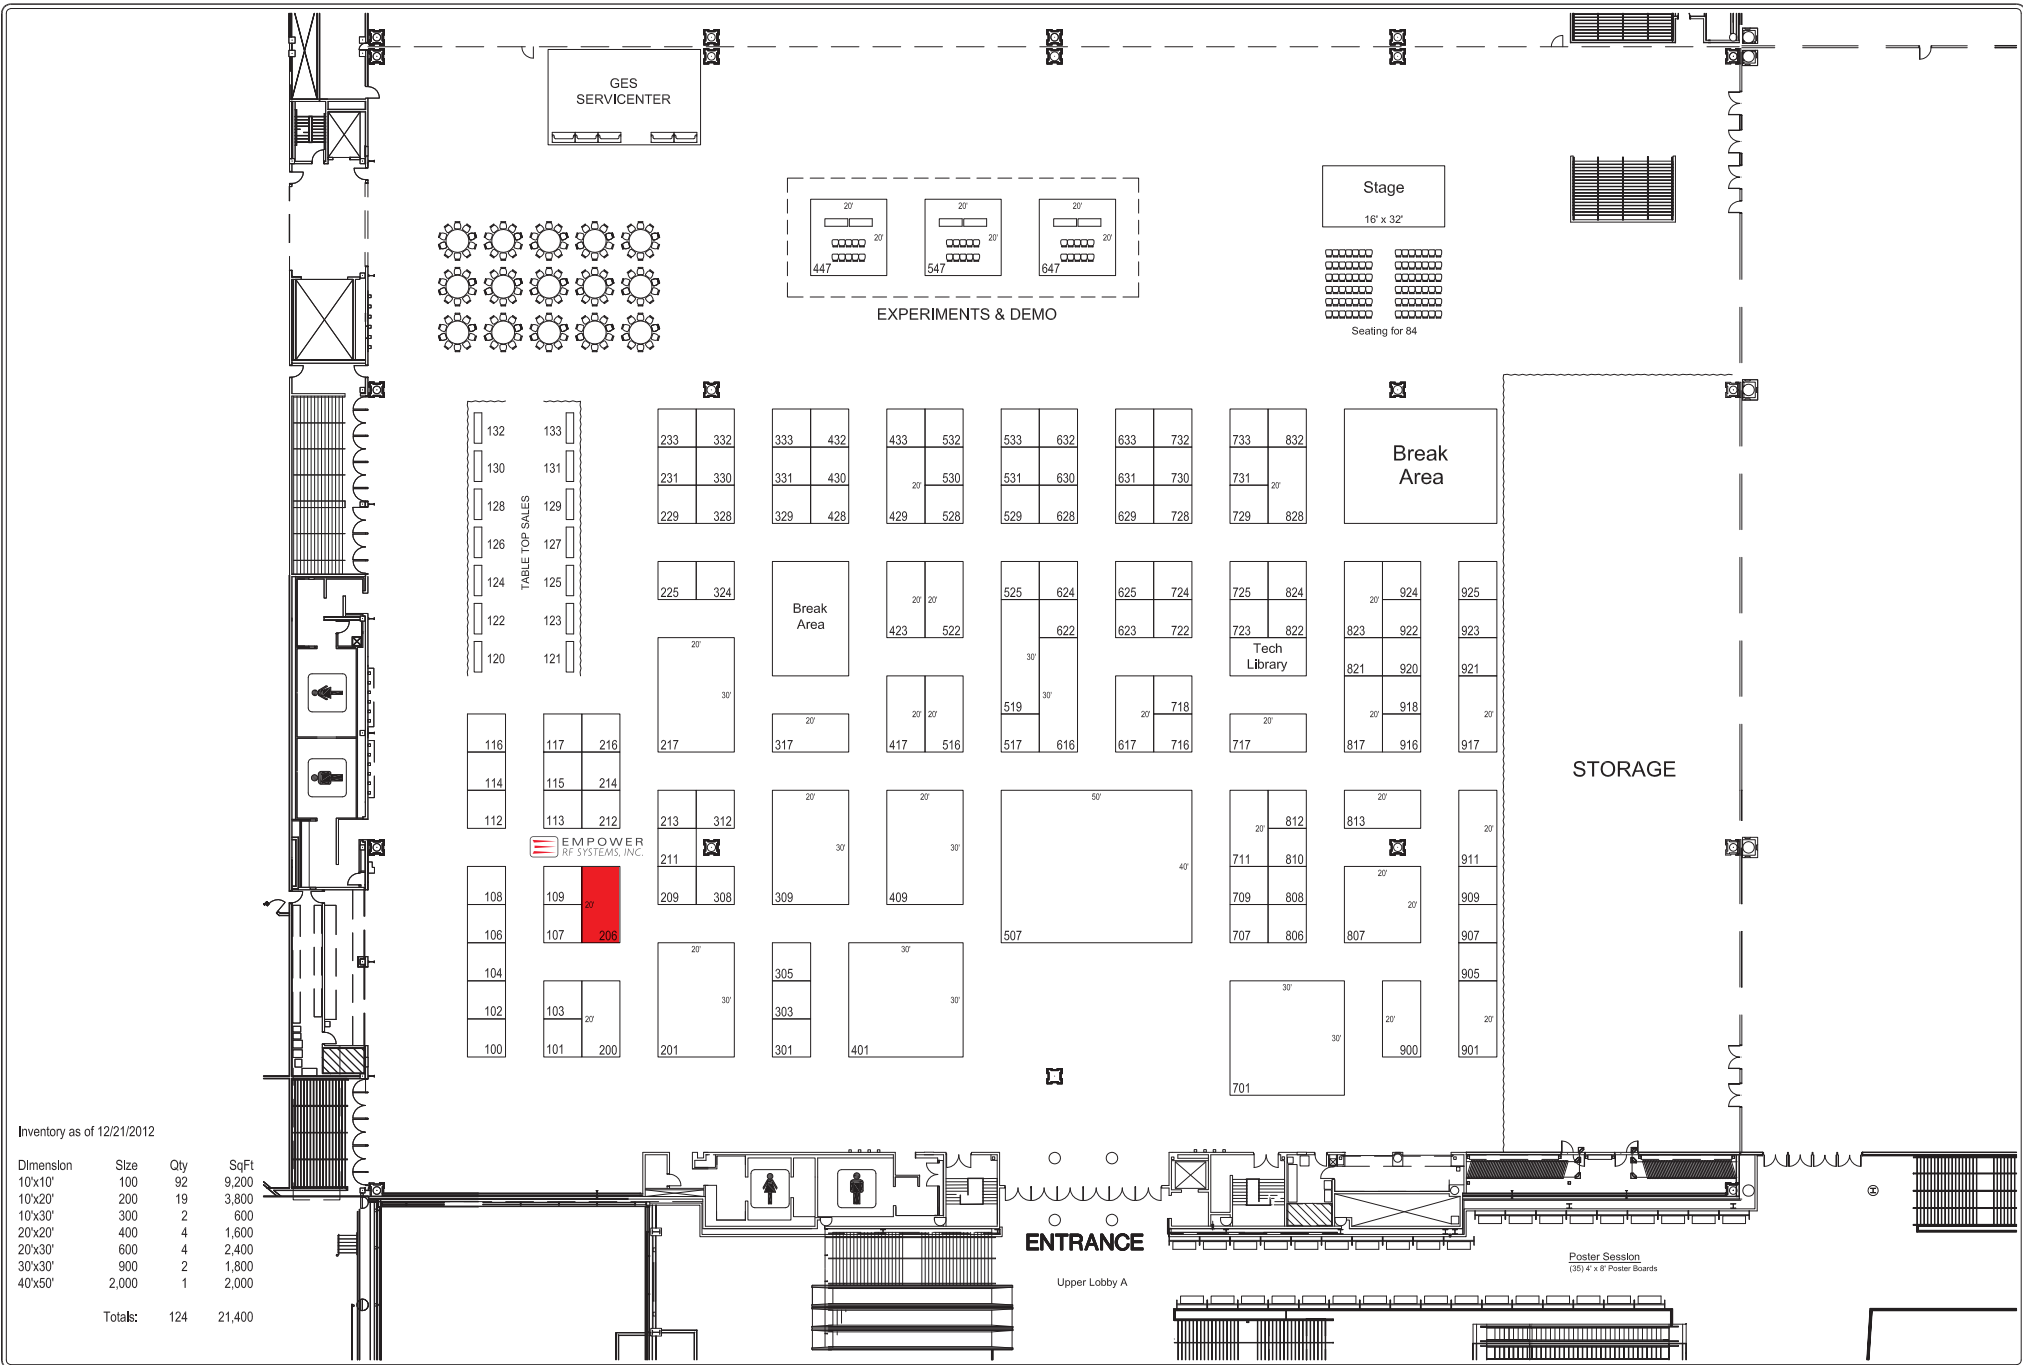 GES
SERVICENTER
Stage
16' x 32'
20' 20' 20'
20' 20' 20'
447 547 647
EXPERIMENTS & DEMO
Seating for 84
132 133
130 131
128 129
126 127
124 125
122 123
120 121
TABLE TOP SALES
233 332 333 432 433 532 533 632 633 732 733 832
Break
Area
231 330 331 430 20' 530 531 630 631 730 731 20'
229 328 329 428 429 528 529 628 629 728 729 828
225 324
Break
Area
20' 20' 525 624 625 724 725 824 20' 924 925
423 522 622 623 722 723 822 823 922 923
20' 30'
Tech
Library
821 920 921
30' 30'
20' 20' 519 20' 718 20' 918 20'
116 117 216 217 20' 317 417 516 517 616 617 716 20' 717 817 916 917
114 115 214
STORAGE
112 113 212 213 312 20' 20' 50' 20' 812 20' 813 20'
EMPOWER
RF SYSTEMS, INC.
211 30' 30' 40' 711 810 911
108 109 20' 209 308 309 409 709 808 20' 20' 909
106 107 206 507 707 806 807 907
104 20' 305 30' 905
102 103 20' 30' 303 30' 30' 30' 20' 20'
100 101 200 201 301 401 900 901
701
ENTRANCE
Upper Lobby A
Poster Session
(35) 4' x 8' Poster Boards
Inventory as of 12/21/2012
Dimension Size Qty SqFt
10'x10' 100 92 9,200
10'x20' 200 19 3,800
10'x30' 300 2 600
20'x20' 400 4 1,600
20'x30' 600 4 2,400
30'x30' 900 2 1,800
40'x50' 2,000 1 2,000
Totals: 124 21,400